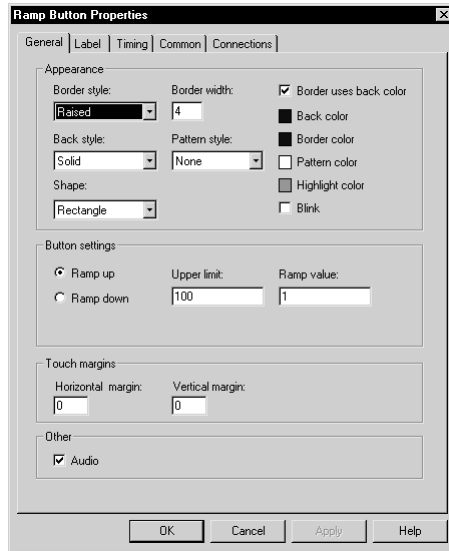 Ramp Button Properties
General Label Timing Common Connections
Appearance
Border style: Border width: Border uses back color
Raised 4 Back color
Border color
Back style: Pattern style:
Solid None Pattern color
Highlight color
Shape:
Rectangle Blink
Button settings
Ramp up Upper limit: Ramp value:
Ramp down 100 1
Touch margins
Horizontal margin: Vertical margin:
0 0
Other
Audio
OK Cancel Apply Help